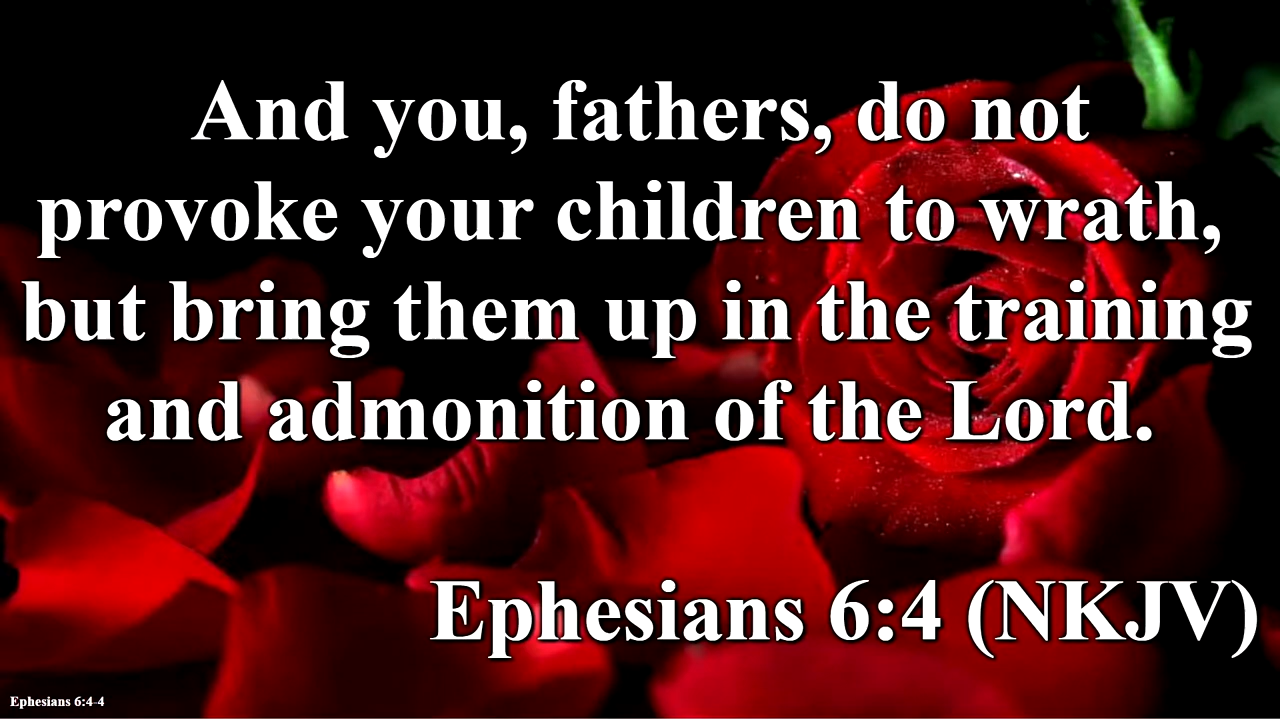 And you, fathers, do not
provoke your children to wrath,
but bring them up in the training
and admonition of the Lord.
Ephesians 6:4 (NKJV)
Ephesians 6:4-4